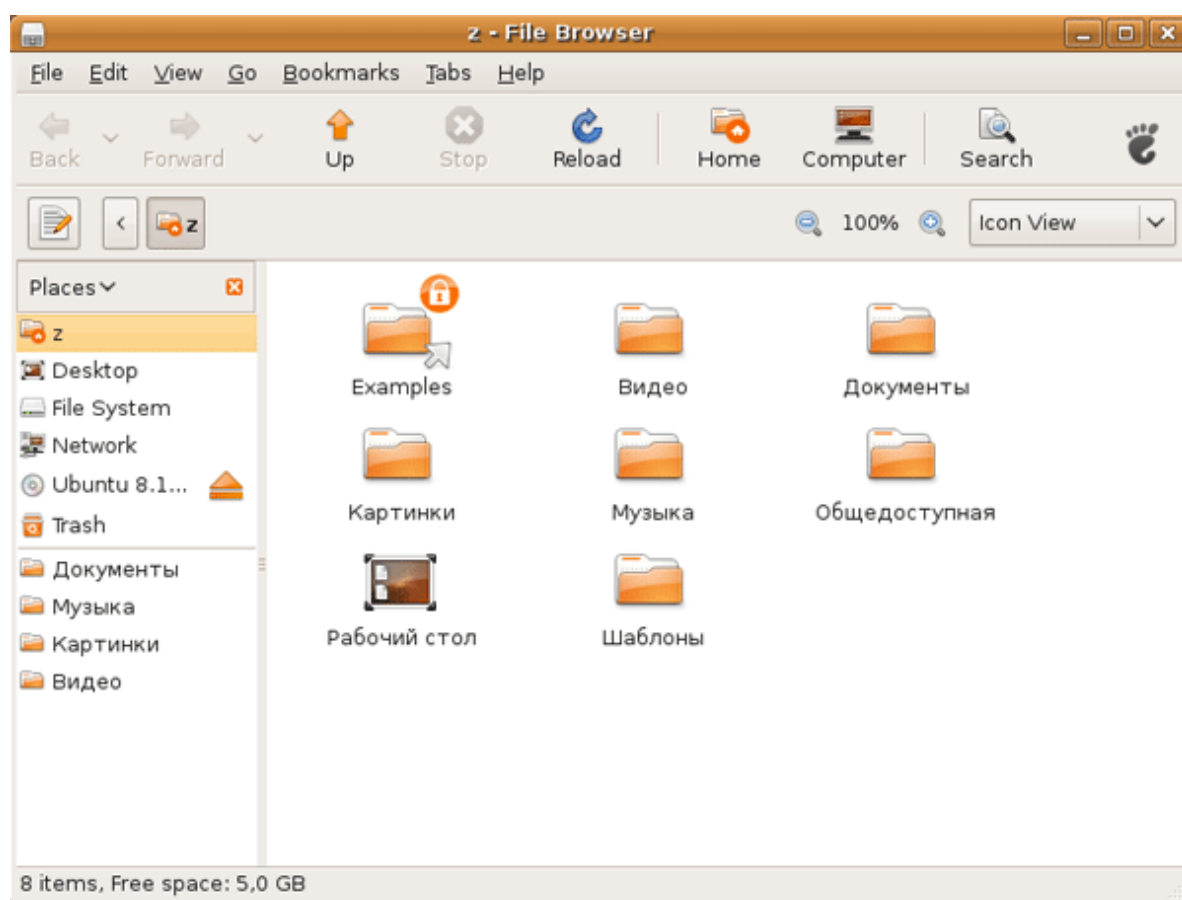 z - File Browser
File Edit View Go Bookmarks Tabs Help
Back Forward Up Stop Reload Home Computer Search
z 100% Icon View
Places
z
Desktop
File System
Network
Ubuntu 8.1...
Trash
Документы
Музыка
Картинки
Видео
Examples Видео Документы
Картинки Музыка Общедоступная
Рабочий стол Шаблоны
8 items, Free space: 5,0 GB